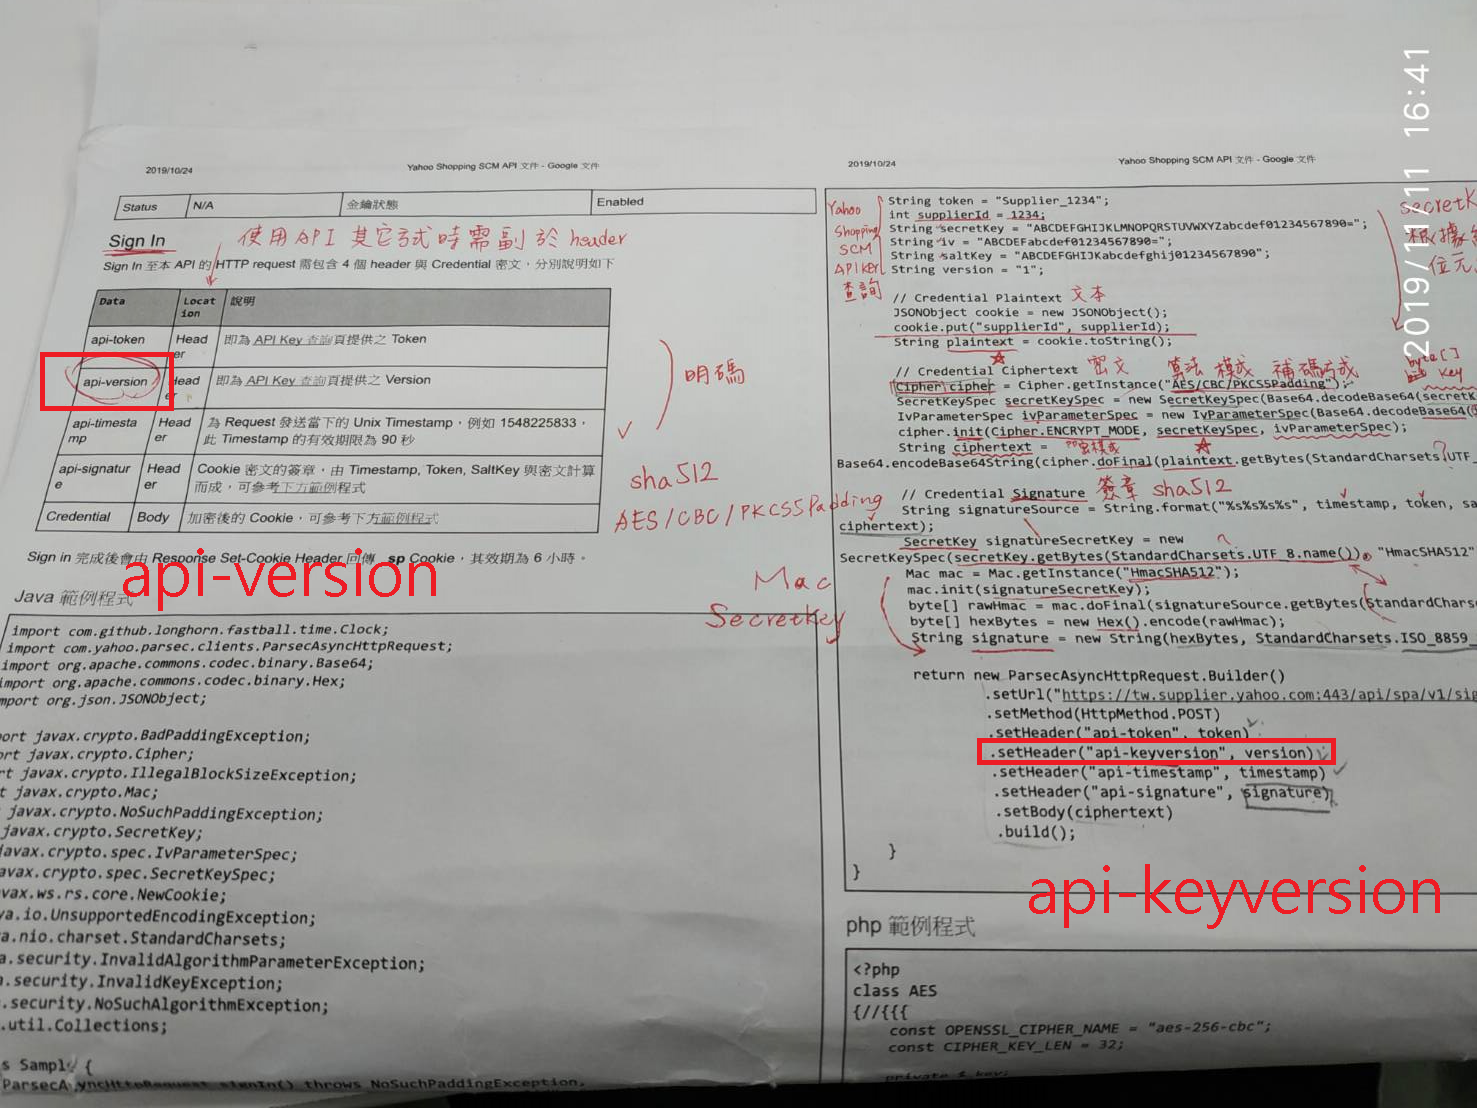 2019/11/11 16:41
2019/10/24
Yahoo Shopping SCM API 文件 - Google 文件
Status N/A 金鑰狀態 Enabled
Sign In
使用API 其它
時需 於 header
Sign In 至本 API 的 HTTP request 需包含 4 個 header 與 Credential 密文，分別說明如下
Data Locat 說明
ion
api-token Head 即為 API Key 查詢頁提供之 Token
er
api-version Head 即為 API Key 查詢頁提供之 Version
er
api-timesta Head 為 Request 發送當下的 Unix Timestamp，例如 1548225833，
mp er 此 Timestamp 的有效期限為 90 秒
api-signatur Head Cookie 密文的簽章，由 Timestamp, Token, SaltKey 與密文計算
e er 而成，可參考下方範例程式
Credential Body 加密後的 Cookie，可參考下方範例程式
明碼
sha512
AES/CBC/PKCS5Padding
Sign in 完成後會由 Response Set-Cookie Header 回傳 _sp Cookie，其效期為 6 小時。
api-version
Mac
SecretKey
Java 範例程式
import com.github.longhorn.fastball.time.Clock;
import com.yahoo.parsec.clients.ParsecAsyncHttpRequest;
import org.apache.commons.codec.binary.Base64;
import org.apache.commons.codec.binary.Hex;
mport org.json.JSONObject;
ort javax.crypto.BadPaddingException;
ort javax.crypto.Cipher;
rt javax.crypto.IllegalBlockSizeException;
t javax.crypto.Mac;
javax.crypto.NoSuchPaddingException;
javax.crypto.SecretKey;
avax.crypto.spec.IvParameterSpec;
avax.crypto.spec.SecretKeySpec;
vax.ws.rs.core.NewCookie;
va.io.UnsupportedEncodingException;
a.nio.charset.StandardCharsets;
a.security.InvalidAlgorithmParameterException;
.security.InvalidKeyException;
.security.NoSuchAlgorithmException;
.util.Collections;
s Sample {
ParsecAsyncHttpRequest signIn() throws NoSuchPaddingException,
2019/10/24
Yahoo Shopping SCM API 文件 - Google 文件
Yahoo
Shopping
SCM
API Key
查詢
String token = "Supplier_1234";
int supplierId = 1234;
String secretKey = "ABCDEFGHIJKLMNOPQRSTUVWXYZabcdef01234567890=";
String iv = "ABCDEFabcdef01234567890=";
String saltKey = "ABCDEFGHIJKabcdefghij01234567890";
String version = "1";
secretK
根據
位元
// Credential Plaintext 文本
JSONObject cookie = new JSONObject();
cookie.put("supplierId", supplierId);
String plaintext = cookie.toString();
// Credential Ciphertext 密文 算法 模式 補碼方式
byte[]
key
Cipher cipher = Cipher.getInstance("AES/CBC/PKCS5Padding");
SecretKeySpec secretKeySpec = new SecretKeySpec(Base64.decodeBase64(secretK
IvParameterSpec ivParameterSpec = new IvParameterSpec(Base64.decodeBase64(
cipher.init(Cipher.ENCRYPT_MODE, secretKeySpec, ivParameterSpec);
String ciphertext =
Base64.encodeBase64String(cipher.doFinal(plaintext.getBytes(StandardCharsets.UTF_
// Credential Signature 簽章 sha512
String signatureSource = String.format("%s%s%s%s", timestamp, token, sa
ciphertext);
SecretKey signatureSecretKey = new
SecretKeySpec(secretKey.getBytes(StandardCharsets.UTF_8.name()), "HmacSHA512"
Mac mac = Mac.getInstance("HmacSHA512");
mac.init(signatureSecretKey);
byte[] rawHmac = mac.doFinal(signatureSource.getBytes(StandardCharse
byte[] hexBytes = new Hex().encode(rawHmac);
String signature = new String(hexBytes, StandardCharsets.ISO_8859_
return new ParsecAsyncHttpRequest.Builder()
.setUrl("https://tw.supplier.yahoo.com:443/api/spa/v1/sig
.setMethod(HttpMethod.POST)
.setHeader("api-token", token)
.setHeader("api-keyversion", version)
.setHeader("api-timestamp", timestamp)
.setHeader("api-signature", signature)
.setBody(ciphertext)
.build();
}
}
api-keyversion
php 範例程式
<?php
class AES
{//{{{
const OPENSSL_CIPHER_NAME = "aes-256-cbc";
const CIPHER_KEY_LEN = 32;
private $_key;